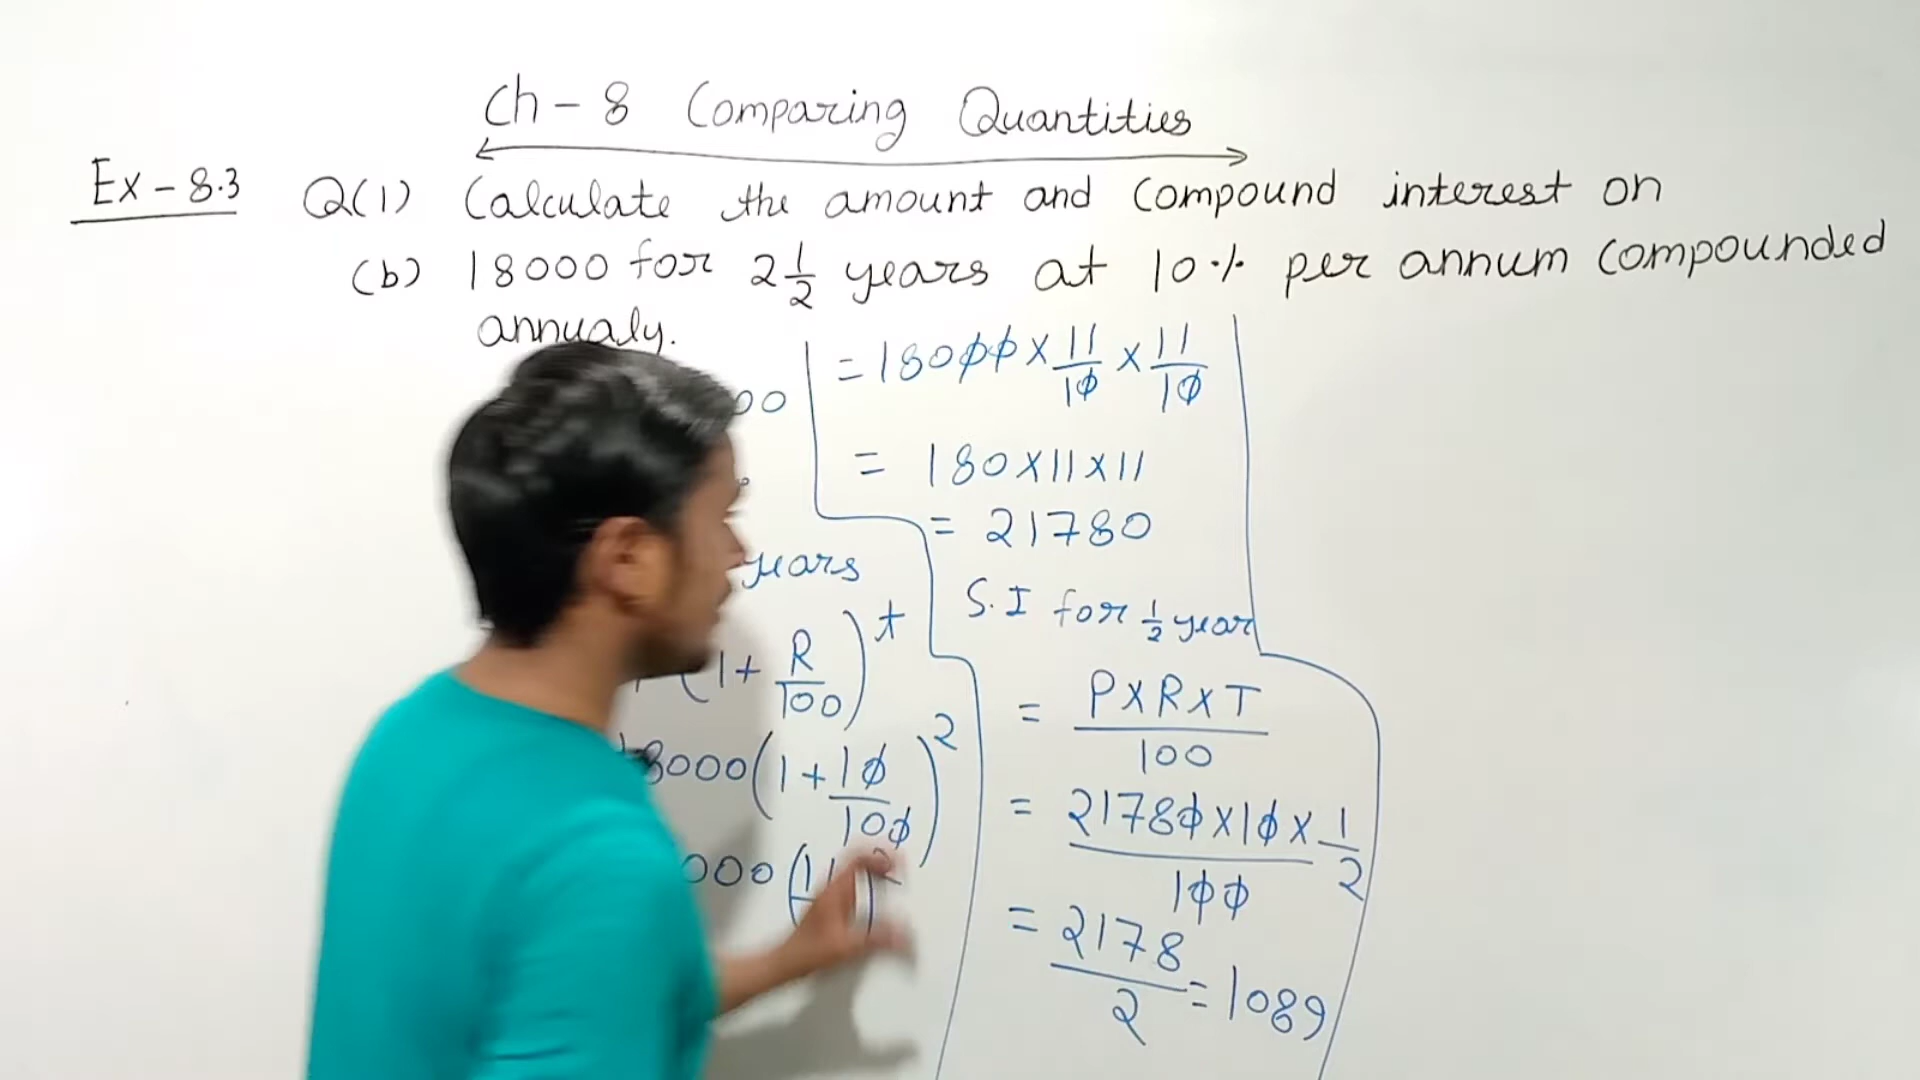 Ch - 8 Comparing Quantities
Ex - 8.3 Q(1) Calculate the amount and compound interest on
(b) 18000 for 2 1/2 years at 10% per annum compounded
annualy.
00
years
(1 + R/100)^t
8000 (1 + 10/100)^2
000
= 18000 × 11/10 × 11/10
= 180×11×11
= 21780
S.I for 1/2 year
= P×R×T/100
= 21780×10×1/2 / 100
= 2178/2 = 1089